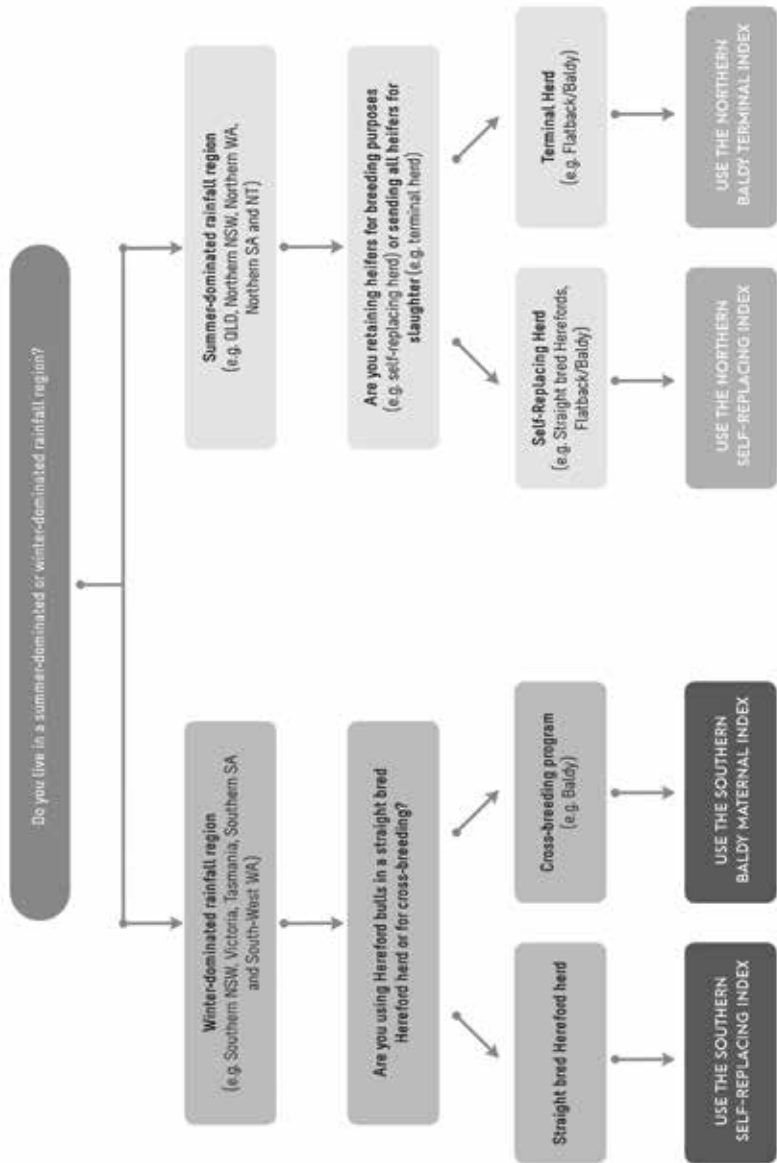 Do you live in a summer-dominated or winter-dominated rainfall region?
Winter-dominated rainfall region
(e.g. Southern NSW, Victoria, Tasmania, Southern SA
and South-West WA)
Are you using Hereford bulls in a straight bred
Hereford herd or for cross-breeding?
Straight bred Hereford herd
USE THE SOUTHERN
SELF-REPLACING INDEX
Cross-breeding program
(e.g. Baldy)
USE THE SOUTHERN
BALDY MATERNAL INDEX
Summer-dominated rainfall region
(e.g. QLD, Northern NSW, Northern WA,
Northern SA and NT)
Are you retaining heifers for breeding purposes
(e.g. self-replacing herd) or sending all heifers for
slaughter (e.g. terminal herd)
Self-Replacing Herd
(e.g. Straight bred Herefords,
Flatback/Baldy)
USE THE NORTHERN
SELF-REPLACING INDEX
Terminal Herd
(e.g. Flatback/Baldy)
USE THE NORTHERN
BALDY TERMINAL INDEX